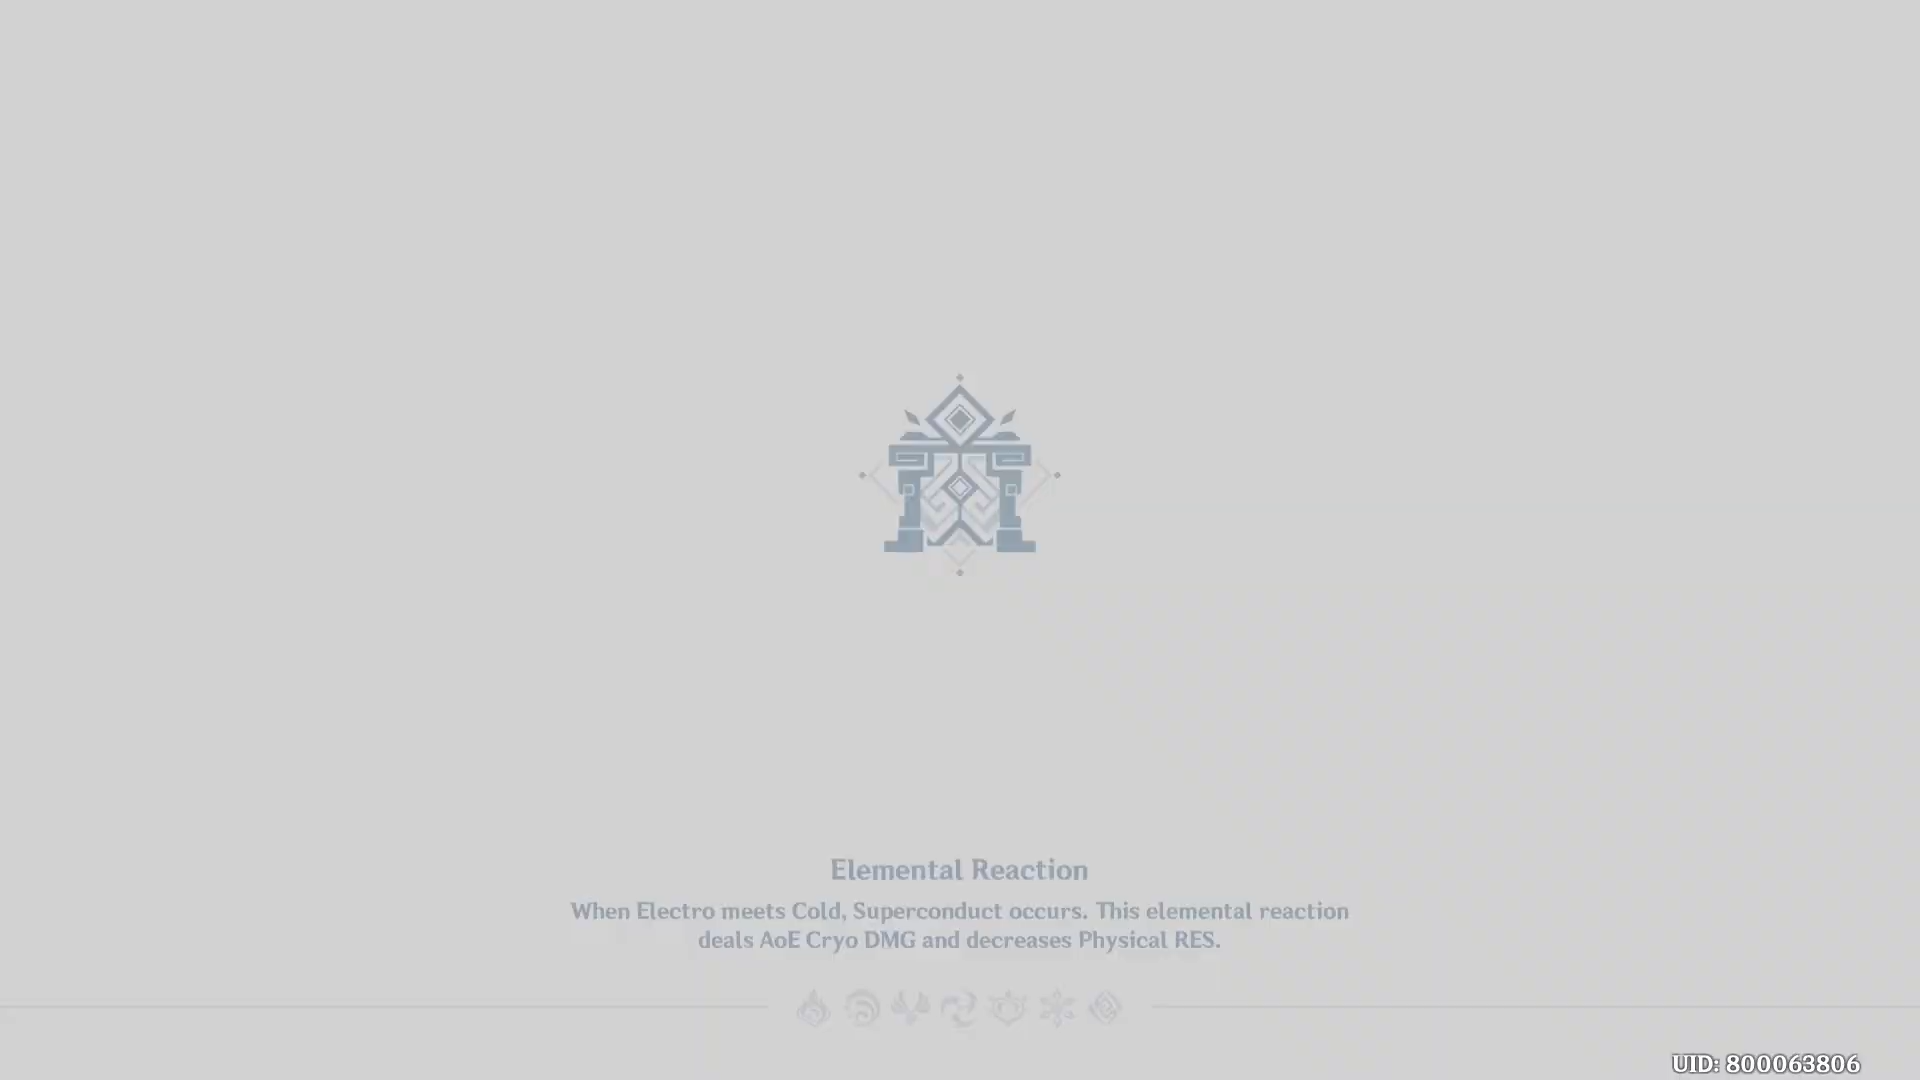 Elemental Reaction
When Electro meets Cold, Superconduct occurs. This elemental reaction
deals AoE Cryo DMG and decreases Physical RES.
UID: 800063806